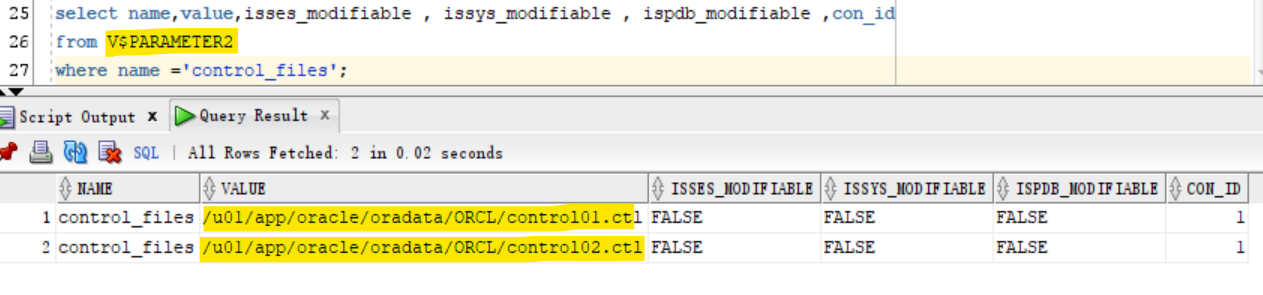 25 select name,value,isses_modifiable , issys_modifiable , ispdb_modifiable ,con_id
26 from V$PARAMETER2
27 where name ='control_files';
Script Output x Query Result x
SQL | All Rows Fetched: 2 in 0.02 seconds
NAME VALUE ISSES_MODIFIABLE ISSYS_MODIFIABLE ISPDB_MODIFIABLE CON_ID
1 control_files /u01/app/oracle/oradata/ORCL/control01.ctl FALSE FALSE FALSE 1
2 control_files /u01/app/oracle/oradata/ORCL/control02.ctl FALSE FALSE FALSE 1